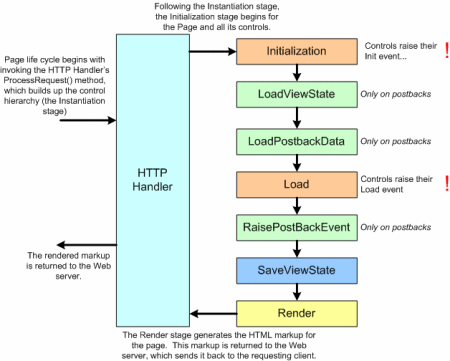 Following the Instantiation stage,
the Initialization stage begins for
the Page and all its controls.
Page life cycle begins with
invoking the HTTP Handler's
ProcessRequest() method,
which builds up the control
hierarchy (the Instantiation
stage)
HTTP
Handler
Initialization
Controls raise their
Init event...
!
LoadViewState
Only on postbacks
LoadPostbackData
Only on postbacks
Load
Controls raise their
Load event
!
RaisePostBackEvent
Only on postbacks
The rendered markup
is returned to the Web
server.
SaveViewState
Render
The Render stage generates the HTML markup for
the page. This markup is returned to the Web
server, which sends it back to the requesting client.